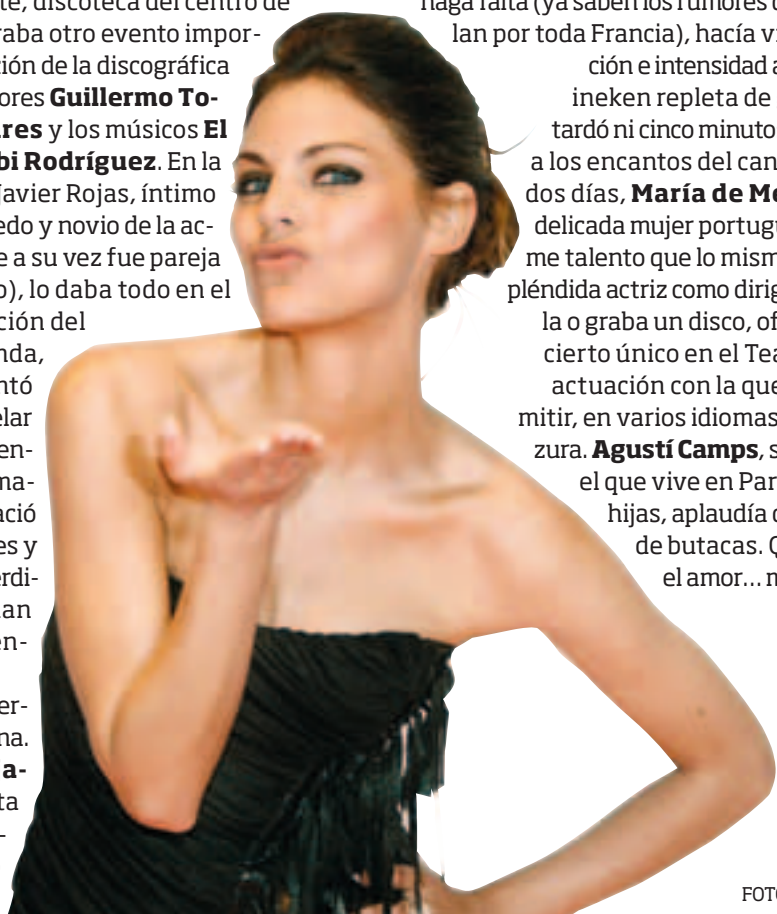 te, discoteca del centro de
raba otro evento impor-
ción de la discográfica
ores Guillermo To-
res y los músicos El
bi Rodríguez. En la
Javier Rojas, íntimo
edo y novio de la ac-
e a su vez fue pareja
o), lo daba todo en el
ción del
nda,
ntó
elar
en-
ma-
ació
es y
erdi-
an
en-
er-
na.
a-
ta
-
haga falta (ya saben los rumores
lan por toda Francia), hacía vi
ción e intensidad a
ineken repleta de
tardó ni cinco minuto
a los encantos del can
dos días, María de Me
delicada mujer portugu
me talento que lo mism
pléndida actriz como dirig
la o graba un disco, of
cierto único en el Tea
actuación con la que
mitir, en varios idiomas
zura. Agustí Camps, s
el que vive en Par
hijas, aplaudía
de butacas.
el amor...
FOTO